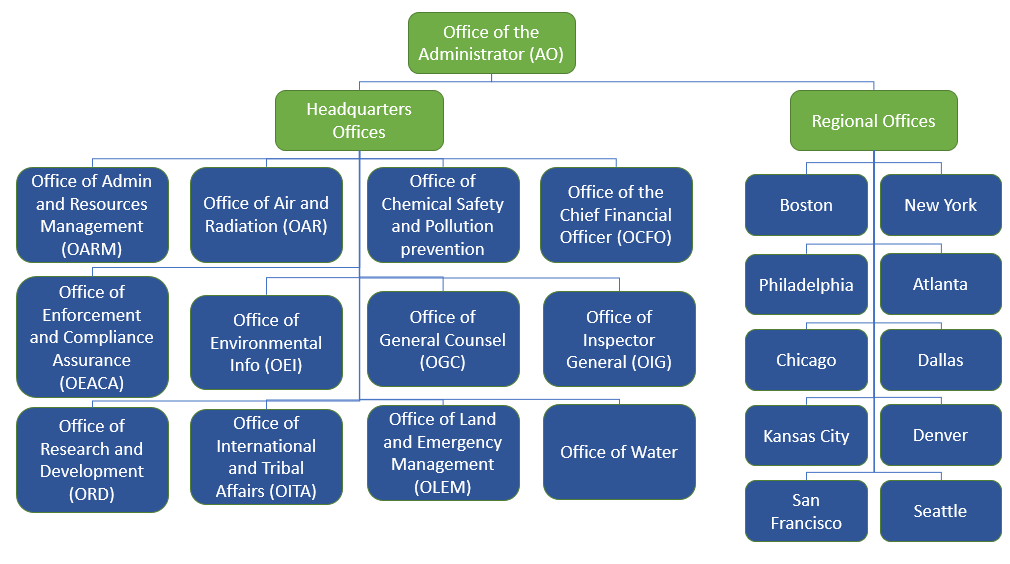 Office of the
Administrator (AO)
Headquarters
Offices
Regional Offices
Office of Admin
and Resources
Management
(OARM)
Office of Air and
Radiation (OAR)
Office of
Chemical Safety
and Pollution
prevention
Office of the
Chief Financial
Officer (OCFO)
Boston
New York
Office of
Enforcement
and Compliance
Assurance
(OEACA)
Office of
Environmental
Info (OEI)
Office of
General Counsel
(OGC)
Office of
Inspector
General (OIG)
Philadelphia
Atlanta
Chicago
Dallas
Office of
Research and
Development
(ORD)
Office of
International
and Tribal
Affairs (OITA)
Office of Land
and Emergency
Management
(OLEM)
Office of Water
Kansas City
Denver
San
Francisco
Seattle